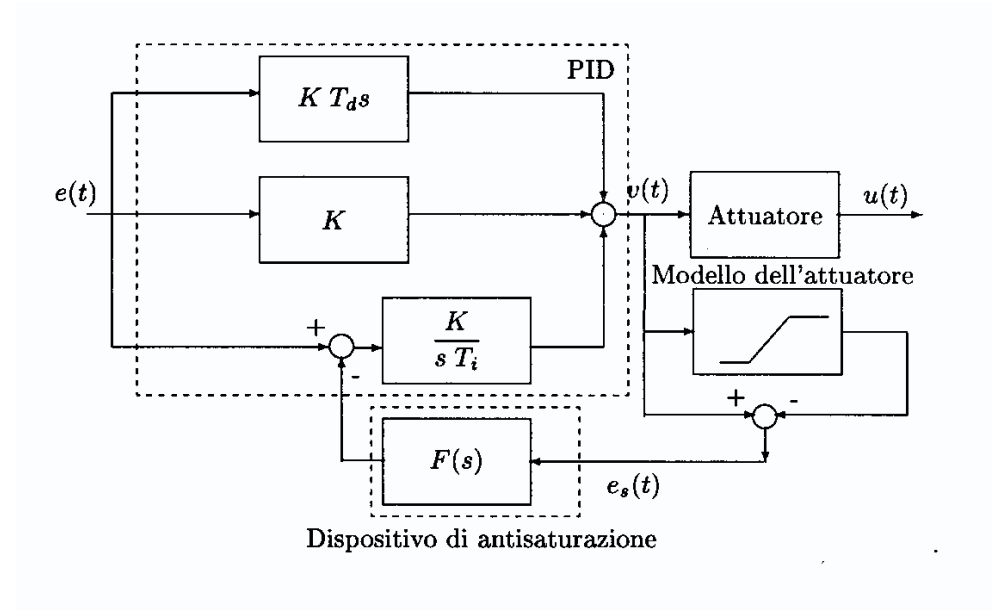 PID
K T_d s
e(t)
K
v(t)
Attuatore
u(t)
Modello dell'attuatore
+
K
s T_i
-
+
-
F(s)
e_s(t)
Dispositivo di antisaturazione